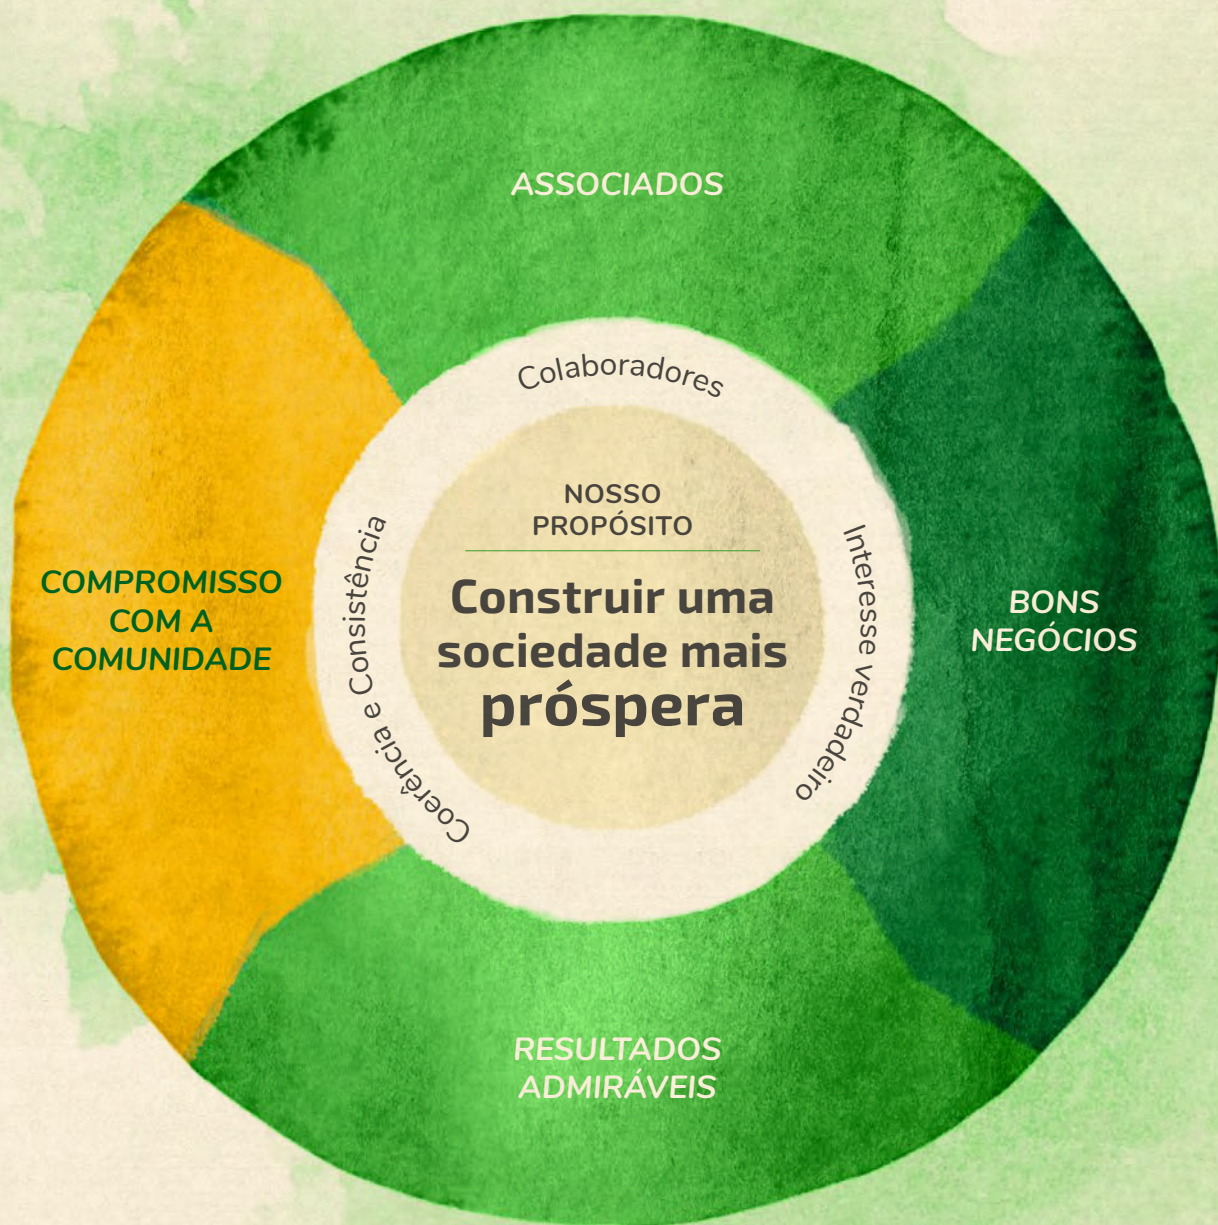 ASSOCIADOS
Colaboradores
NOSSO
PROPÓSITO
Construir uma
sociedade mais
próspera
Coerência e Consistência
Interesse verdadeiro
COMPROMISSO
COM A
COMUNIDADE
BONS
NEGÓCIOS
RESULTADOS
ADMIRÁVEIS